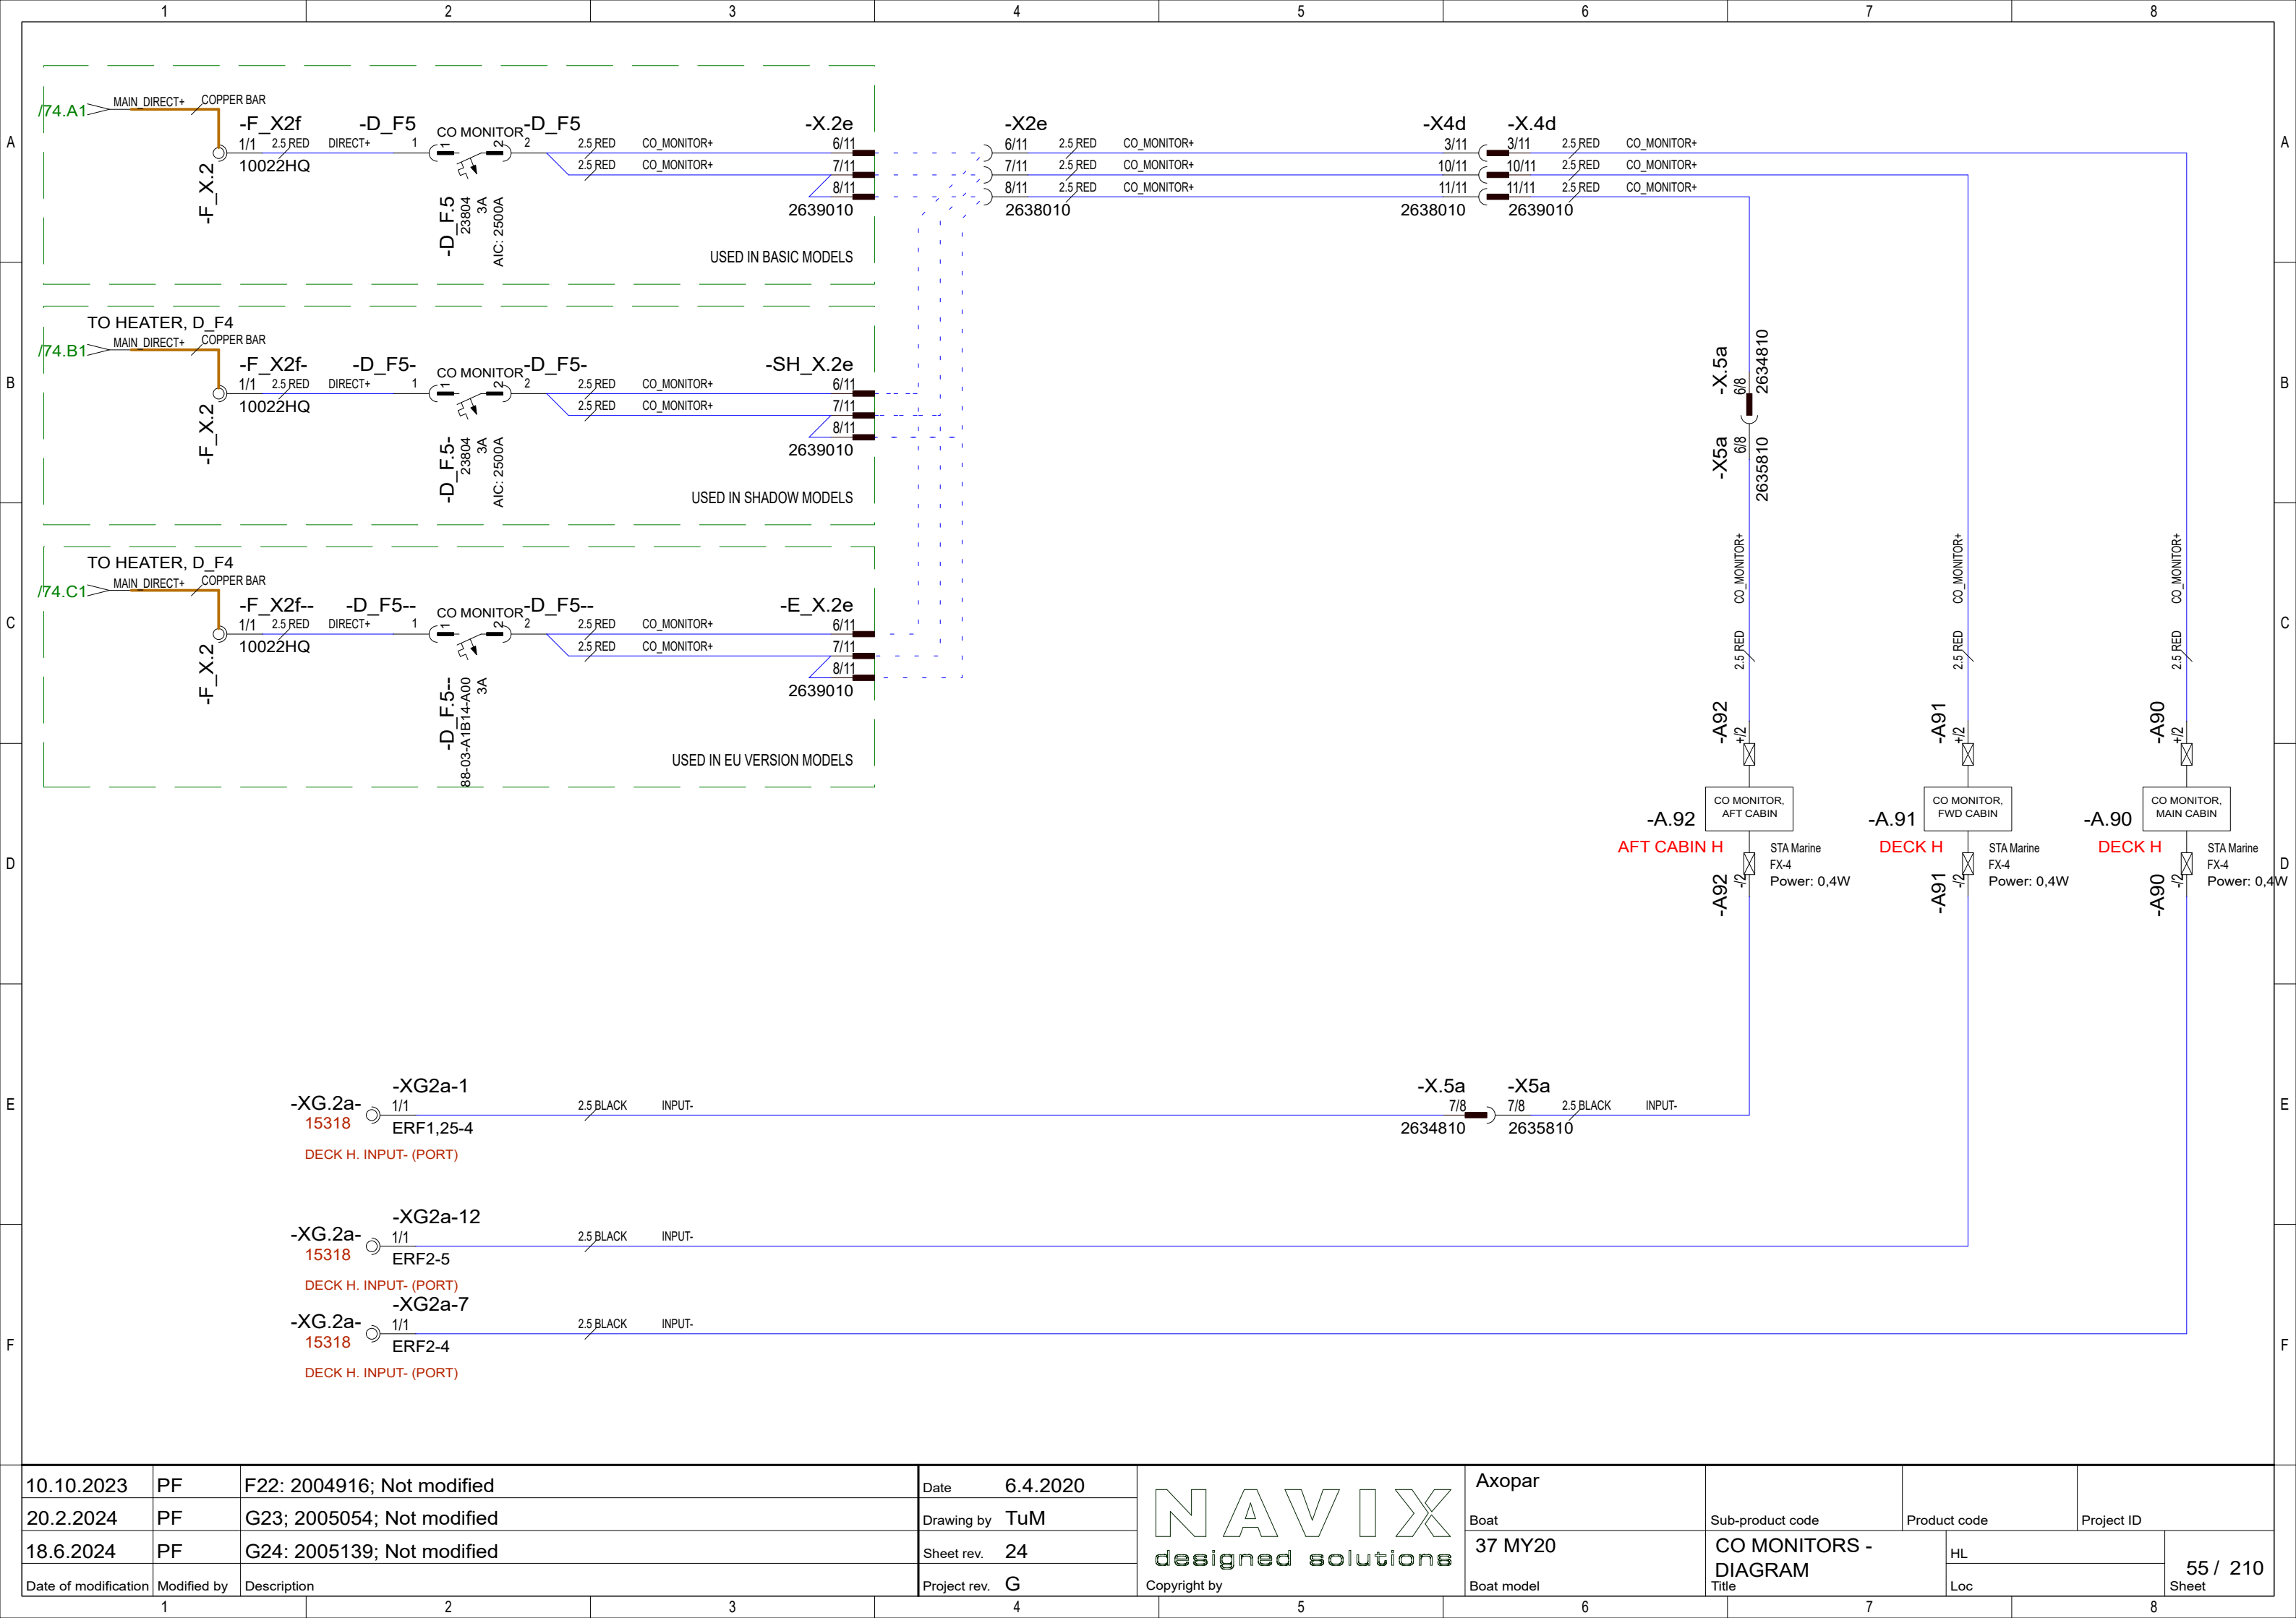 1 2 3 4 5 6 7 8
A A
/74.A1 MAIN_DIRECT+ COPPER BAR
-F_X2f -D_F5 CO MONITOR -D_F5 -X.2e
1/1 2.5 RED DIRECT+ 1 1 2 2 2.5 RED CO_MONITOR+ 6/11
10022HQ 2.5 RED CO_MONITOR+ 7/11
8/11
-F_X.2 -D_F.5 23804 3A AIC: 2500A 2639010
USED IN BASIC MODELS
-X2e -X4d -X.4d
6/11 2.5 RED CO_MONITOR+ 3/11 3/11 2.5 RED CO_MONITOR+
7/11 2.5 RED CO_MONITOR+ 10/11 10/11 2.5 RED CO_MONITOR+
8/11 2.5 RED CO_MONITOR+ 11/11 11/11 2.5 RED CO_MONITOR+
2638010 2638010 2639010
B B
TO HEATER, D_F4
/74.B1 MAIN_DIRECT+ COPPER BAR
-F_X2f- -D_F5- CO MONITOR -D_F5- -SH_X.2e
1/1 2.5 RED DIRECT+ 1 1 2 2 2.5 RED CO_MONITOR+ 6/11
10022HQ 2.5 RED CO_MONITOR+ 7/11
8/11
-F_X.2 -D_F.5- 23804 3A AIC: 2500A 2639010
USED IN SHADOW MODELS
-X.5a 6/8 2634810
-X5a 6/8 2635810
C C
TO HEATER, D_F4
/74.C1 MAIN_DIRECT+ COPPER BAR
-F_X2f-- -D_F5-- CO MONITOR -D_F5-- -E_X.2e
1/1 2.5 RED DIRECT+ 1 1 2 2 2.5 RED CO_MONITOR+ 6/11
10022HQ 2.5 RED CO_MONITOR+ 7/11
8/11
-F_X.2 -D_F.5-- 88-03-A1B14-A00 3A 2639010
USED IN EU VERSION MODELS
CO_MONITOR+ CO_MONITOR+ CO_MONITOR+
2.5 RED 2.5 RED 2.5 RED
-A92 +/2 -A91 +/2 -A90 +/2
D D
-A.92 CO MONITOR,
AFT CABIN
-A.91 CO MONITOR,
FWD CABIN
-A.90 CO MONITOR,
MAIN CABIN
AFT CABIN H DECK H DECK H
STA Marine STA Marine STA Marine
FX-4 FX-4 FX-4
Power: 0,4W Power: 0,4W Power: 0,4W
-A92 -/2 -A91 -/2 -A90 -/2
E E
-XG2a-1 -X.5a -X5a
-XG.2a- 1/1 2.5 BLACK INPUT- 7/8 7/8 2.5 BLACK INPUT-
15318 ERF1,25-4 2634810 2635810
DECK H. INPUT- (PORT)
-XG2a-12
-XG.2a- 1/1 2.5 BLACK INPUT-
15318 ERF2-5
DECK H. INPUT- (PORT)
F F
-XG2a-7
-XG.2a- 1/1 2.5 BLACK INPUT-
15318 ERF2-4
DECK H. INPUT- (PORT)
10.10.2023 PF F22: 2004916; Not modified
20.2.2024 PF G23; 2005054; Not modified
18.6.2024 PF G24: 2005139; Not modified
Date of modification Modified by Description
Date 6.4.2020
Drawing by TuM
Sheet rev. 24
Project rev. G
NAVIX
designed solutions
Copyright by
Axopar
Boat
37 MY20
Boat model
Sub-product code Product code Project ID
CO MONITORS -
DIAGRAM
Title
HL
Loc
55 / 210
Sheet
1 2 3 4 5 6 7 8